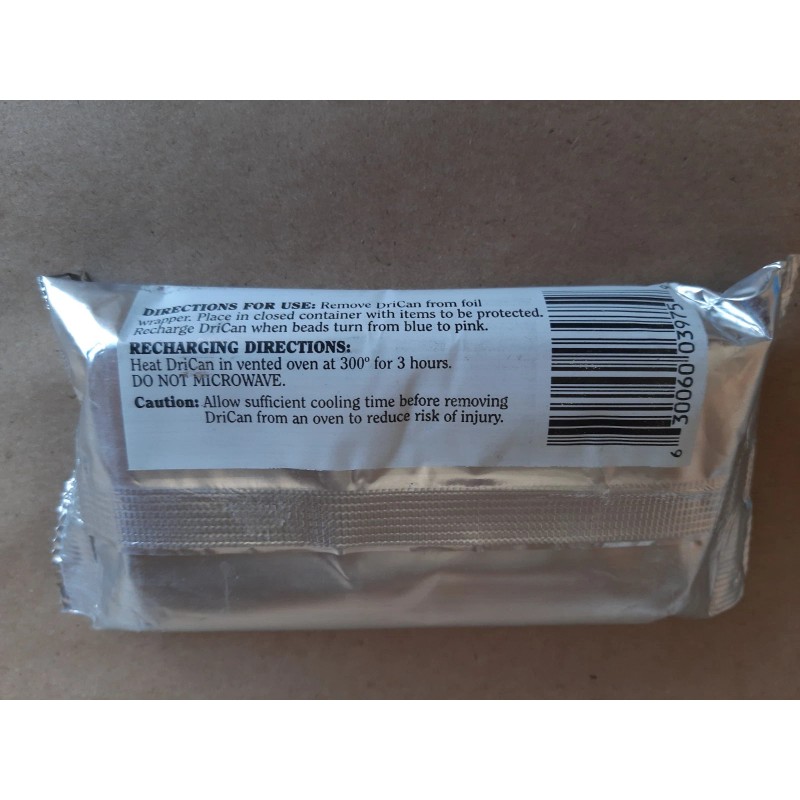 DIRECTIONS FOR USE: Remove DriCan from foil
wrapper. Place in closed container with items to be protected.
Recharge DriCan when beads turn from blue to pink.
RECHARGING DIRECTIONS:
Heat DriCan in vented oven at 300° for 3 hours.
DO NOT MICROWAVE.
Caution: Allow sufficient cooling time before removing
DriCan from an oven to reduce risk of injury.
6 30060 03975